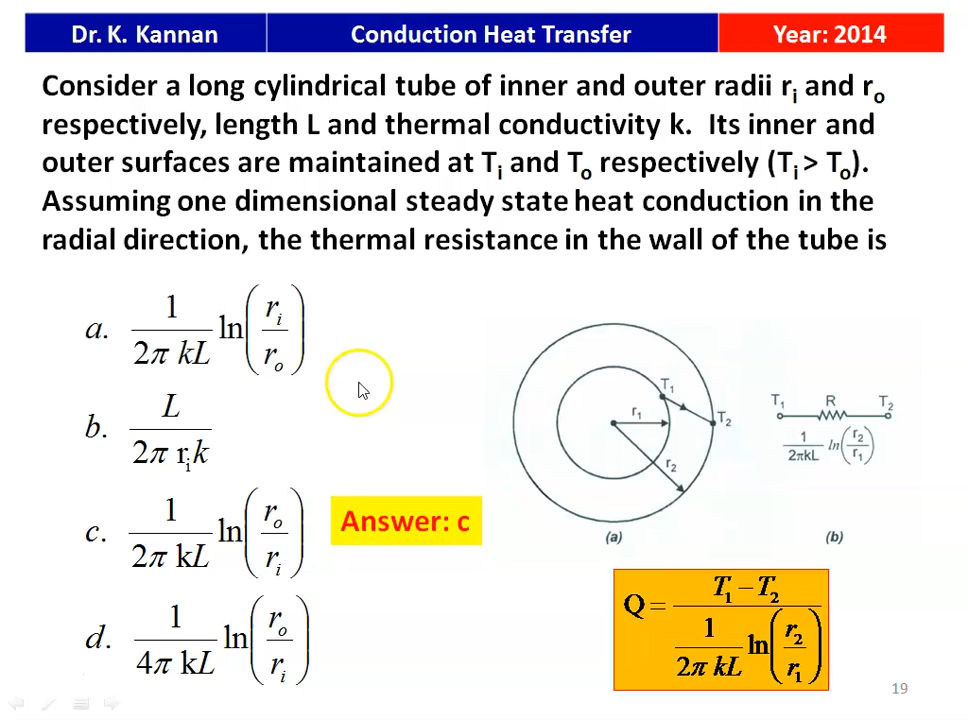 Dr. K. Kannan
Conduction Heat Transfer
Year: 2014
Consider a long cylindrical tube of inner and outer radii rᵢ and rₒ
respectively, length L and thermal conductivity k. Its inner and
outer surfaces are maintained at Tᵢ and Tₒ respectively (Tᵢ > Tₒ).
Assuming one dimensional steady state heat conduction in the
radial direction, the thermal resistance in the wall of the tube is
a. 1/(2π kL) ln(rᵢ/rₒ)
b. L/(2π rᵢk)
c. 1/(2π kL) ln(rₒ/rᵢ)
d. 1/(4π kL) ln(rₒ/rᵢ)
Answer: c
T₁
T₂
r₁
r₂
(a)
T₁ R T₂
1/(2πkL) ln(r₂/r₁)
(b)
Q = (T₁ − T₂)/(1/(2π kL) ln(r₂/r₁))
19